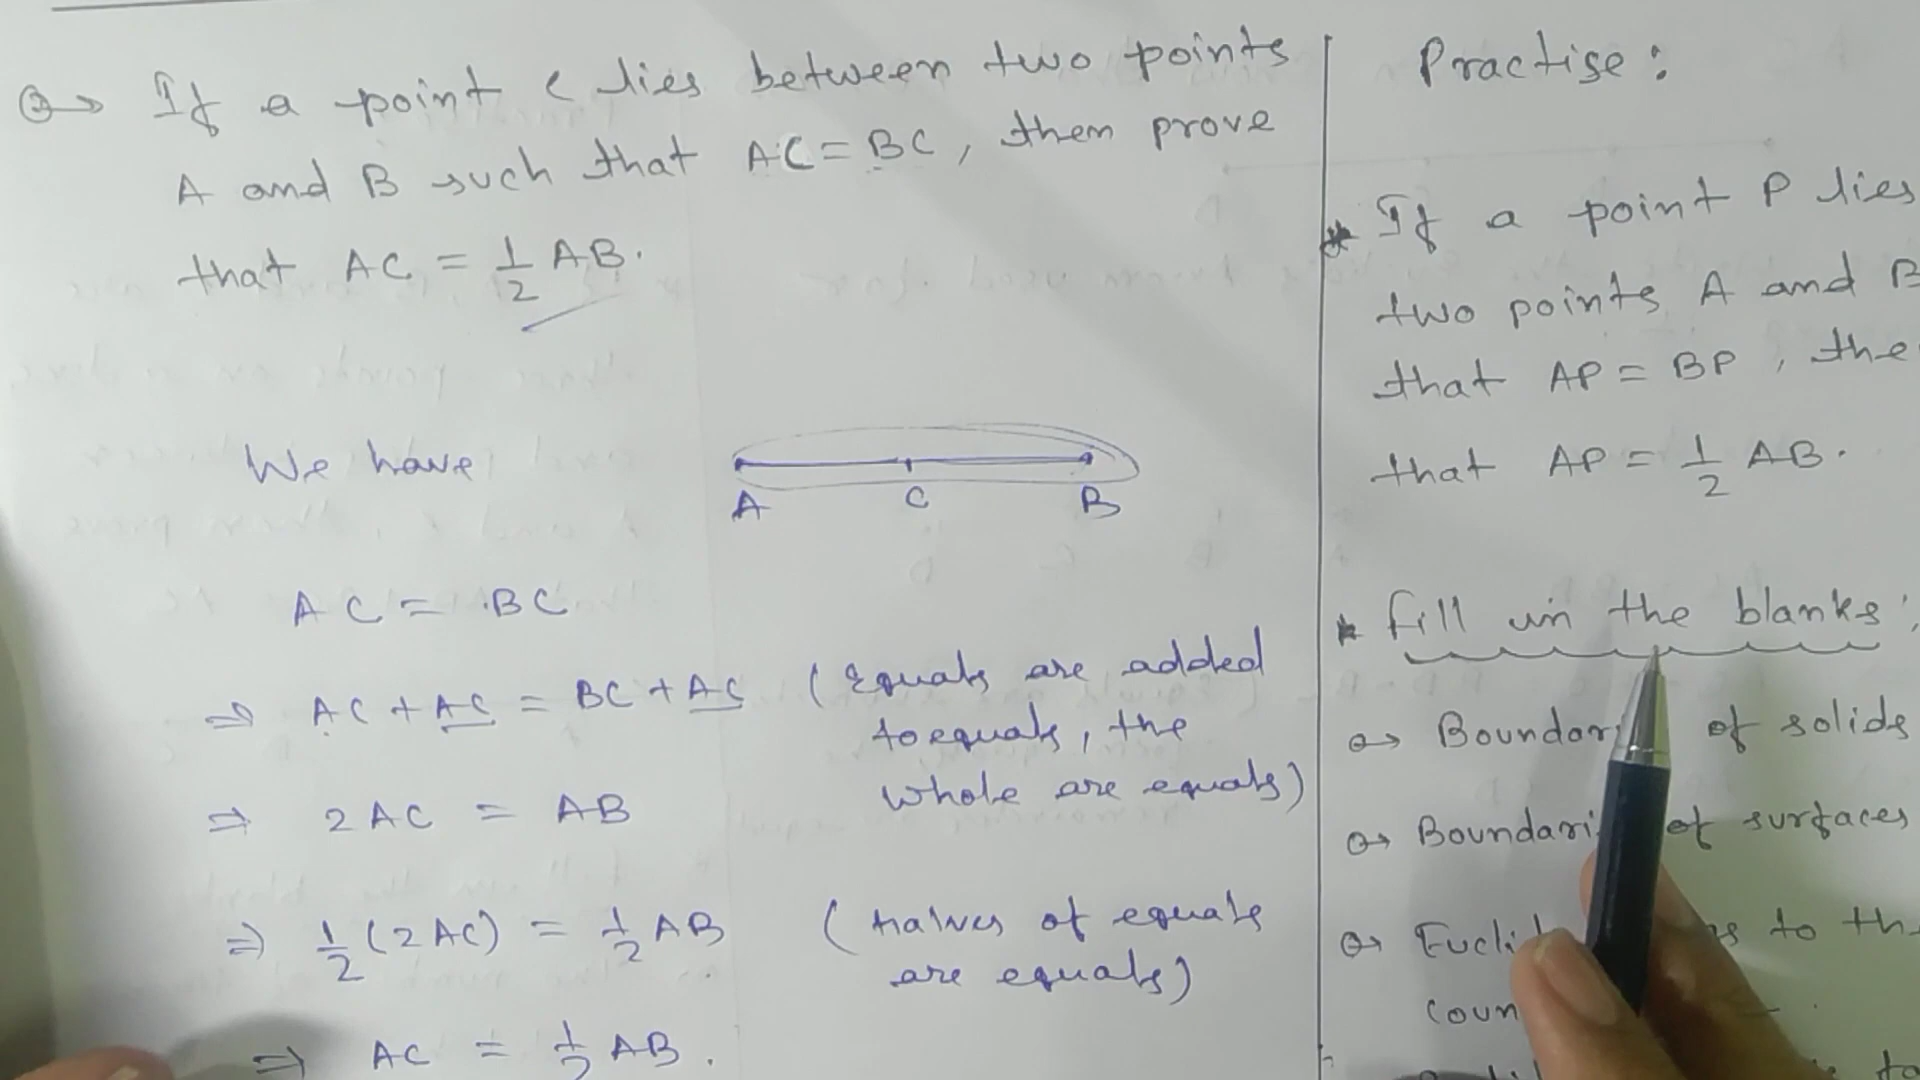 Q→ If a point C lies between two points
A and B such that AC = BC, then prove
that AC = 1/2 AB.
We have
A C B
AC = BC
⇒ AC + AC = BC + AC (Equals are added
to equals, the
whole are equals)
⇒ 2AC = AB
⇒ 1/2 (2AC) = 1/2 AB (Halves of equals
are equals)
⇒ AC = 1/2 AB.
Practise:
* If a point P lies
two points A and B
that AP = BP, the
that AP = 1/2 AB.
* Fill in the blanks:
Q→ Boundar of solids
Q→ Boundari of surfaces
Q→ Eucli to th
Coun
to